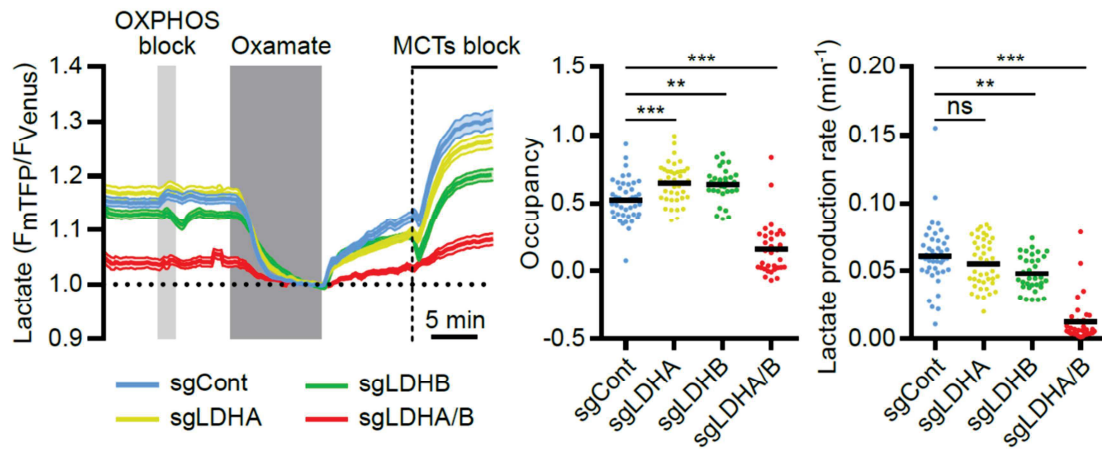 OXPHOS
block
Oxamate
MCTs block
Lactate (FmTFP/FVenus)
1.4
1.3
1.2
1.1
1.0
0.9
5 min
sgCont
sgLDHB
sgLDHA
sgLDHA/B
Occupancy
1.5
1.0
0.5
0.0
-0.5
***
**
***
sgCont
sgLDHA
sgLDHB
sgLDHA/B
Lactate production rate (min⁻¹)
0.20
0.15
0.10
0.05
0.00
***
**
ns
sgCont
sgLDHA
sgLDHB
sgLDHA/B